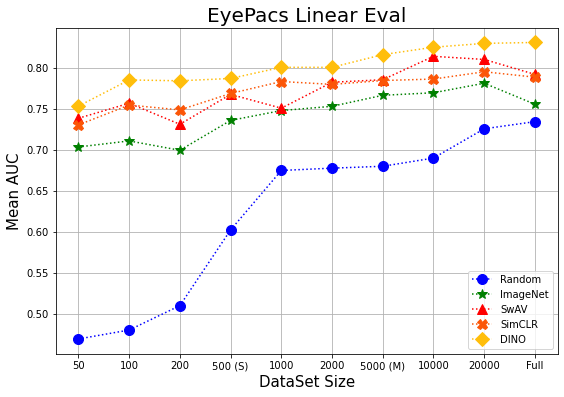 EyePacs Linear Eval
Mean AUC
0.80
0.75
0.70
0.65
0.60
0.55
0.50
Random
ImageNet
SwAV
SimCLR
DINO
50 100 200 500 (S) 1000 2000 5000 (M) 10000 20000 Full
DataSet Size